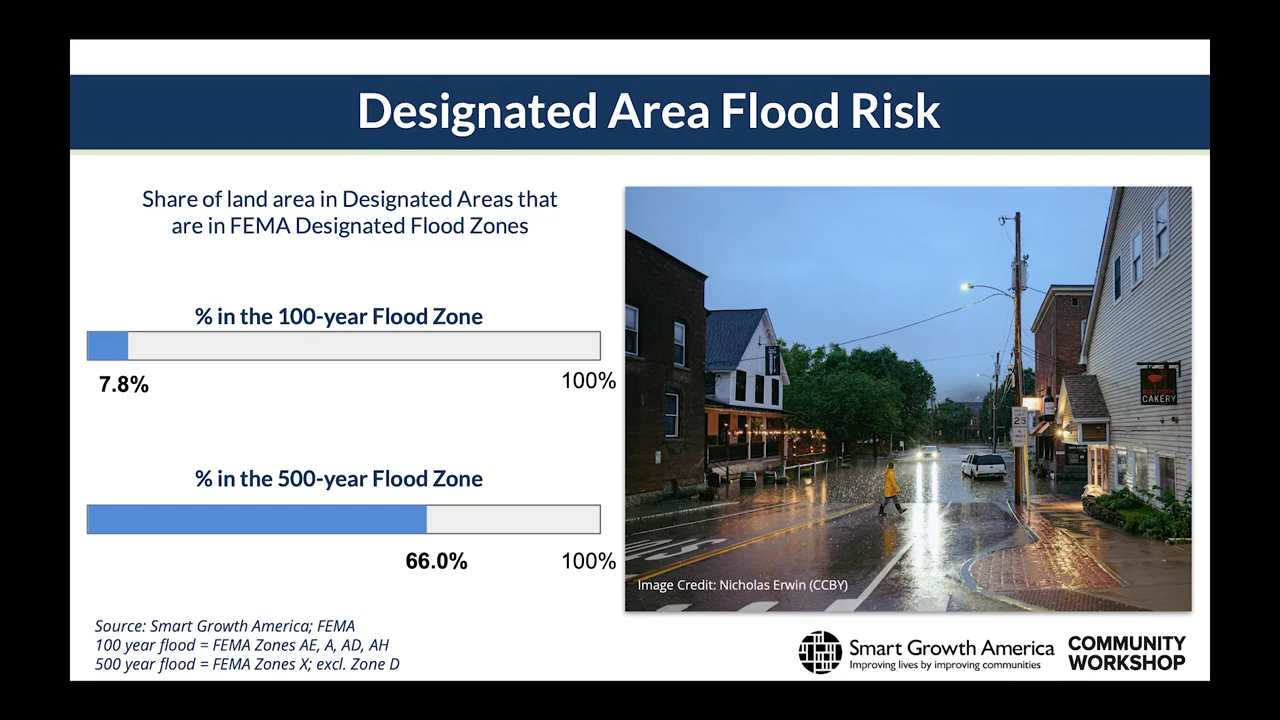 Designated Area Flood Risk
Share of land area in Designated Areas that
are in FEMA Designated Flood Zones
% in the 100-year Flood Zone
7.8%
100%
% in the 500-year Flood Zone
66.0%
100%
Source: Smart Growth America; FEMA
100 year flood = FEMA Zones AE, A, AD, AH
500 year flood = FEMA Zones X; excl. Zone D
25
CAKERY
Image Credit: Nicholas Erwin (CCBY)
Smart Growth America
Improving lives by improving communities
COMMUNITY
WORKSHOP